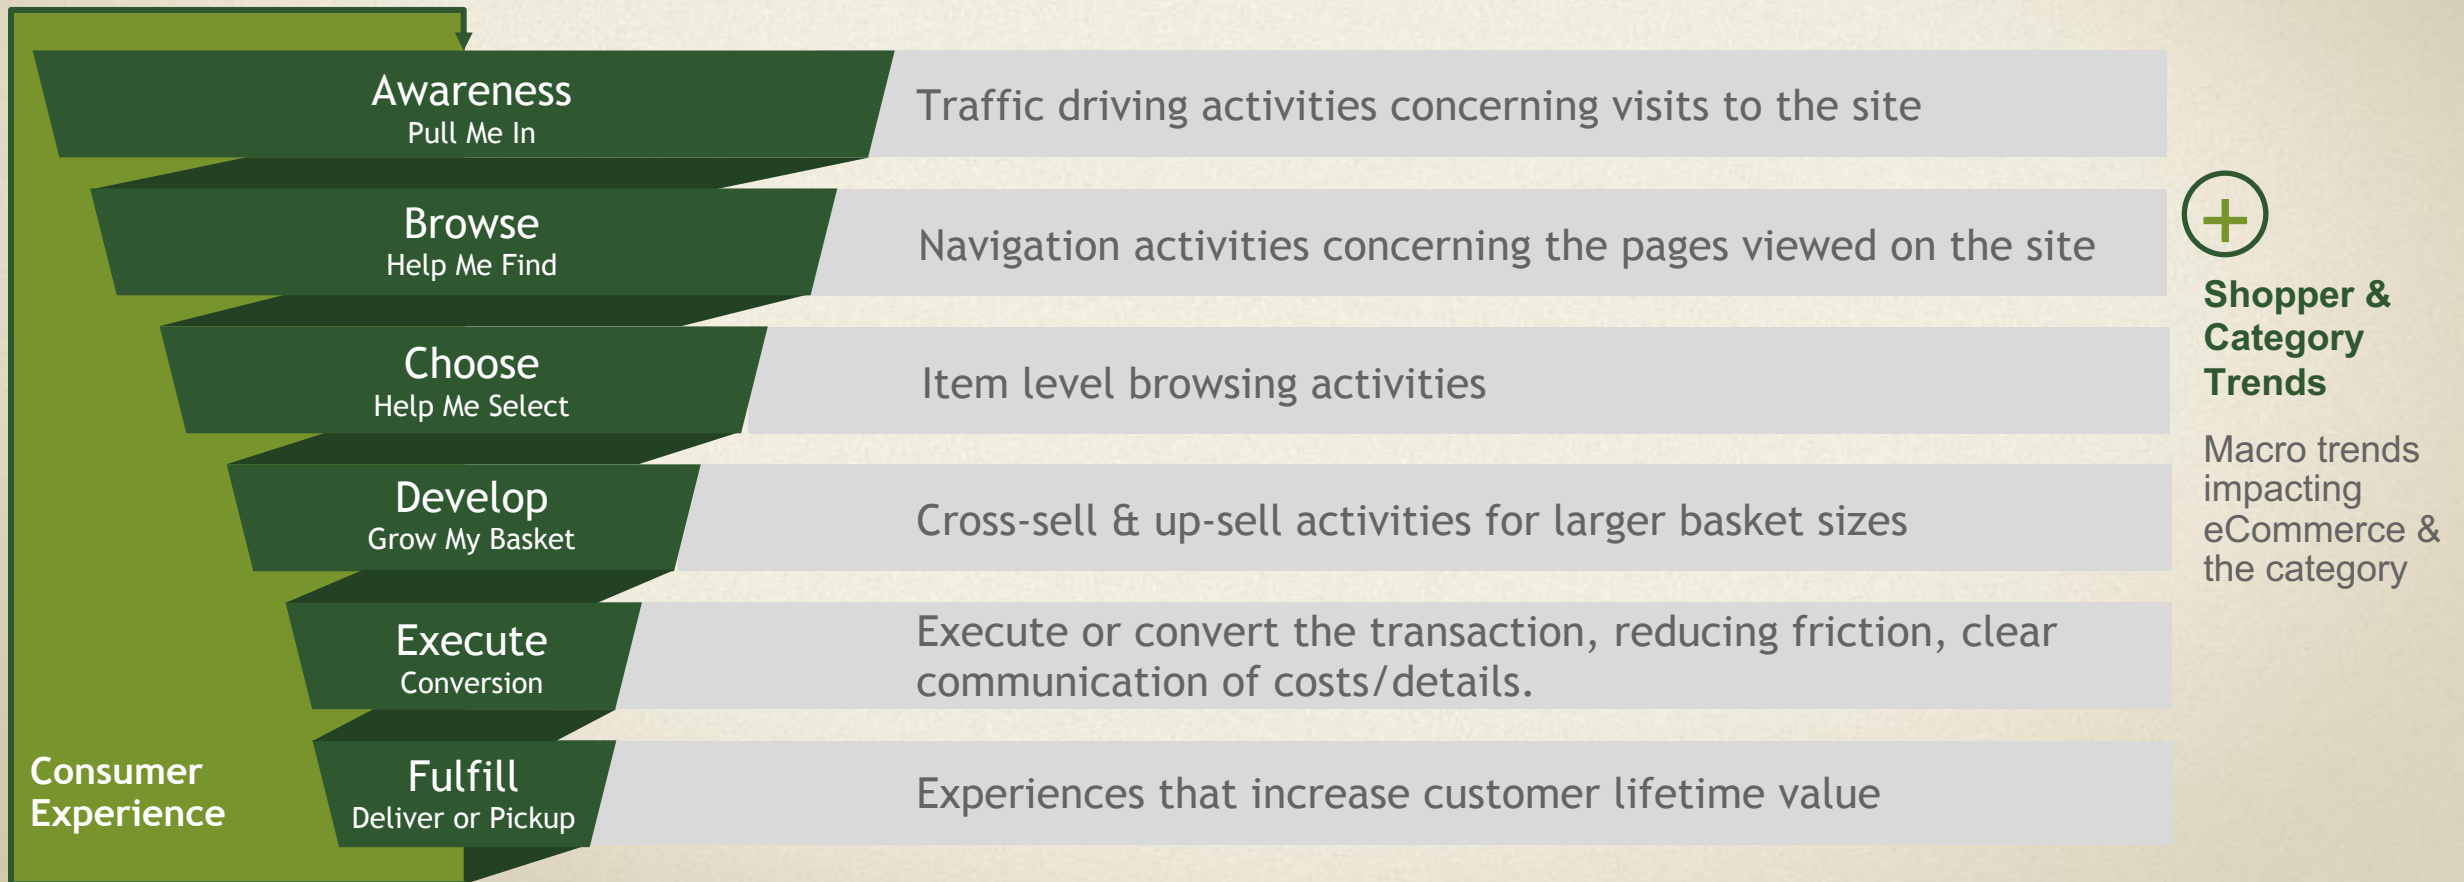 Awareness
Pull Me In
Traffic driving activities concerning visits to the site
Browse
Help Me Find
Navigation activities concerning the pages viewed on the site
Choose
Help Me Select
Item level browsing activities
Develop
Grow My Basket
Cross-sell & up-sell activities for larger basket sizes
Execute
Conversion
Execute or convert the transaction, reducing friction, clear
communication of costs/details.
Fulfill
Deliver or Pickup
Experiences that increase customer lifetime value
Consumer
Experience
+
Shopper &
Category
Trends
Macro trends
impacting
eCommerce &
the category